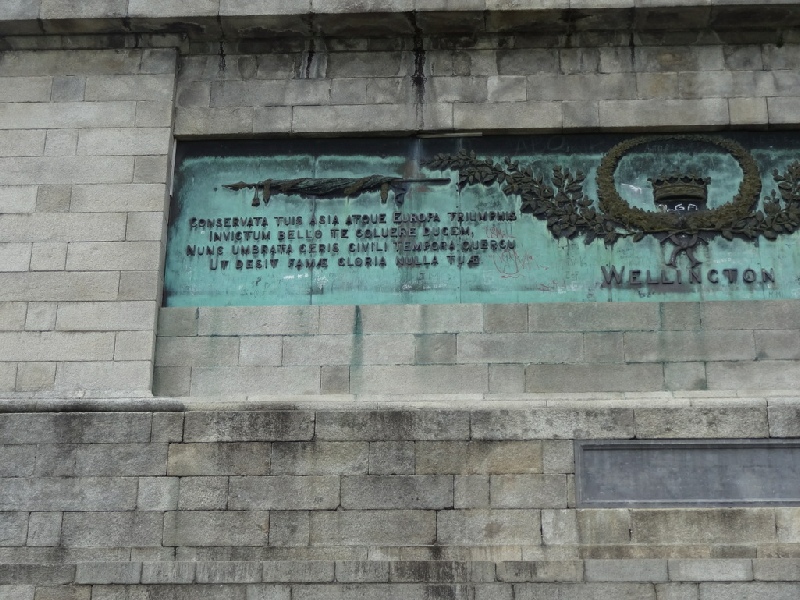 CONSERVATA TUIS ASIA ATQUE EUROPA TRIUMPHIS
INVICTUM BELLO TE COLUERE DUCEM,
NUNC UMBRATA GERIS CIVILI TEMPORA QUERCU
UT DESIT FAMÆ GLORIA NULLA TUÆ
WELLINGTON